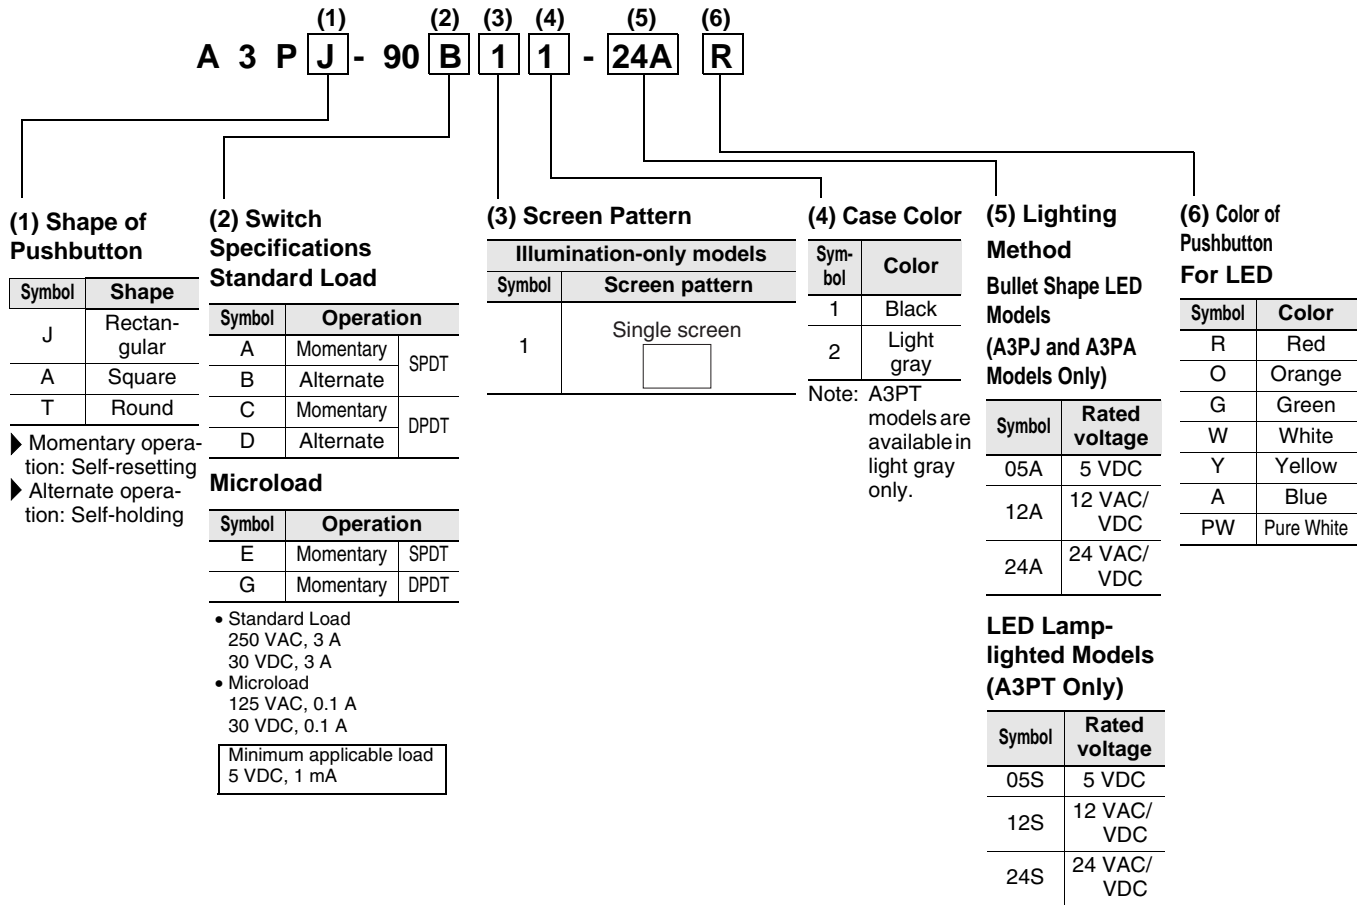 (1) (2) (3) (4) (5) (6)
A 3 P J - 90 B 1 1 - 24A R
(1) Shape of
Pushbutton
Symbol Shape
J Rectan-
gular
A Square
T Round
Momentary opera-
tion: Self-resetting
Alternate opera-
tion: Self-holding
(2) Switch
Specifications
Standard Load
Symbol Operation
A Momentary SPDT
B Alternate
C Momentary DPDT
D Alternate
Microload
Symbol Operation
E Momentary SPDT
G Momentary DPDT
• Standard Load
250 VAC, 3 A
30 VDC, 3 A
• Microload
125 VAC, 0.1 A
30 VDC, 0.1 A
Minimum applicable load
5 VDC, 1 mA
(3) Screen Pattern
Illumination-only models
Symbol Screen pattern
1 Single screen
(4) Case Color
Sym-
bol Color
1 Black
2 Light
gray
Note: A3PT
models are
available in
light gray
only.
(5) Lighting
Method
Bullet Shape LED
Models
(A3PJ and A3PA
Models Only)
Symbol Rated
voltage
05A 5 VDC
12A 12 VAC/
VDC
24A 24 VAC/
VDC
LED Lamp-
lighted Models
(A3PT Only)
Symbol Rated
voltage
05S 5 VDC
12S 12 VAC/
VDC
24S 24 VAC/
VDC
(6) Color of
Pushbutton
For LED
Symbol Color
R Red
O Orange
G Green
W White
Y Yellow
A Blue
PW Pure White